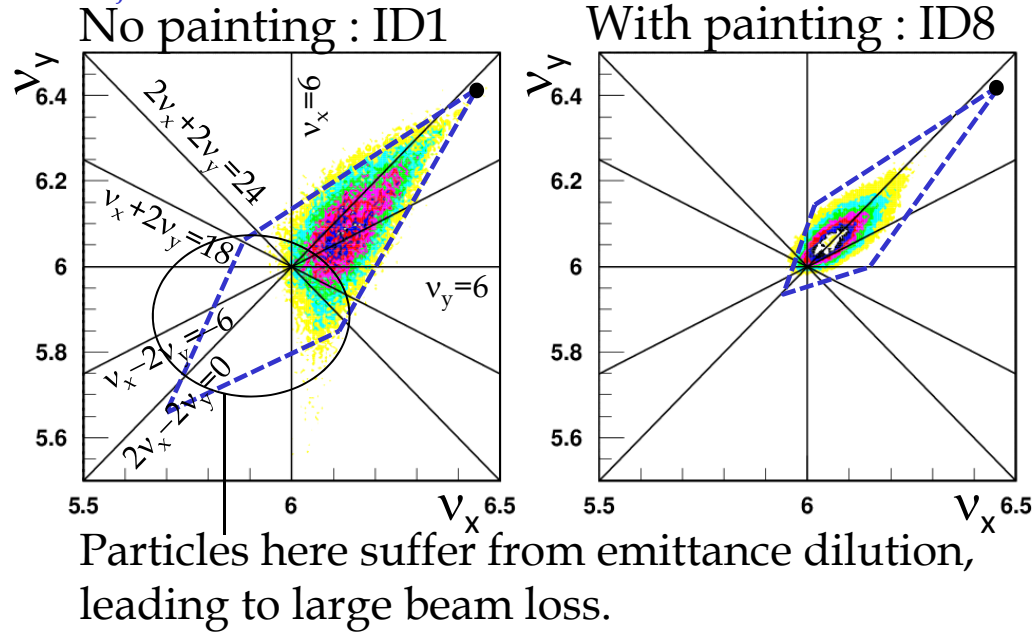 No painting : ID1
With painting : ID8
νy
6.4
6.2
6
5.8
5.6
5.5
6
6.5
νx
νx=6
2νx+2νy=24
νx+2νy=18
νy=6
νx−2νy=−6
2νx−2νy=0
νy
6.4
6.2
6
5.8
5.6
5.5
6
6.5
νx
Particles here suffer from emittance dilution,
leading to large beam loss.